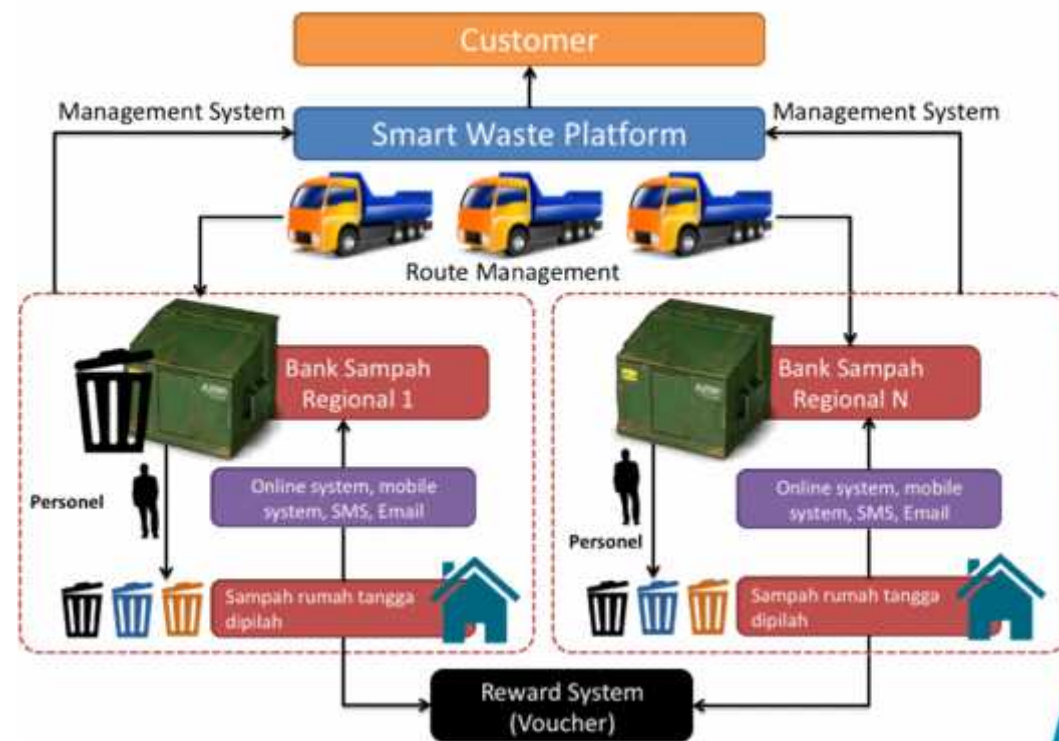 Customer
Management System
Management System
Smart Waste Platform
Route Management
Bank Sampah
Regional 1
Bank Sampah
Regional N
Personel
Online system, mobile
system, SMS, Email
Personel
Online system, mobile
system, SMS, Email
Sampah rumah tangga
dipilah
Sampah rumah tangga
dipilah
Reward System
(Voucher)